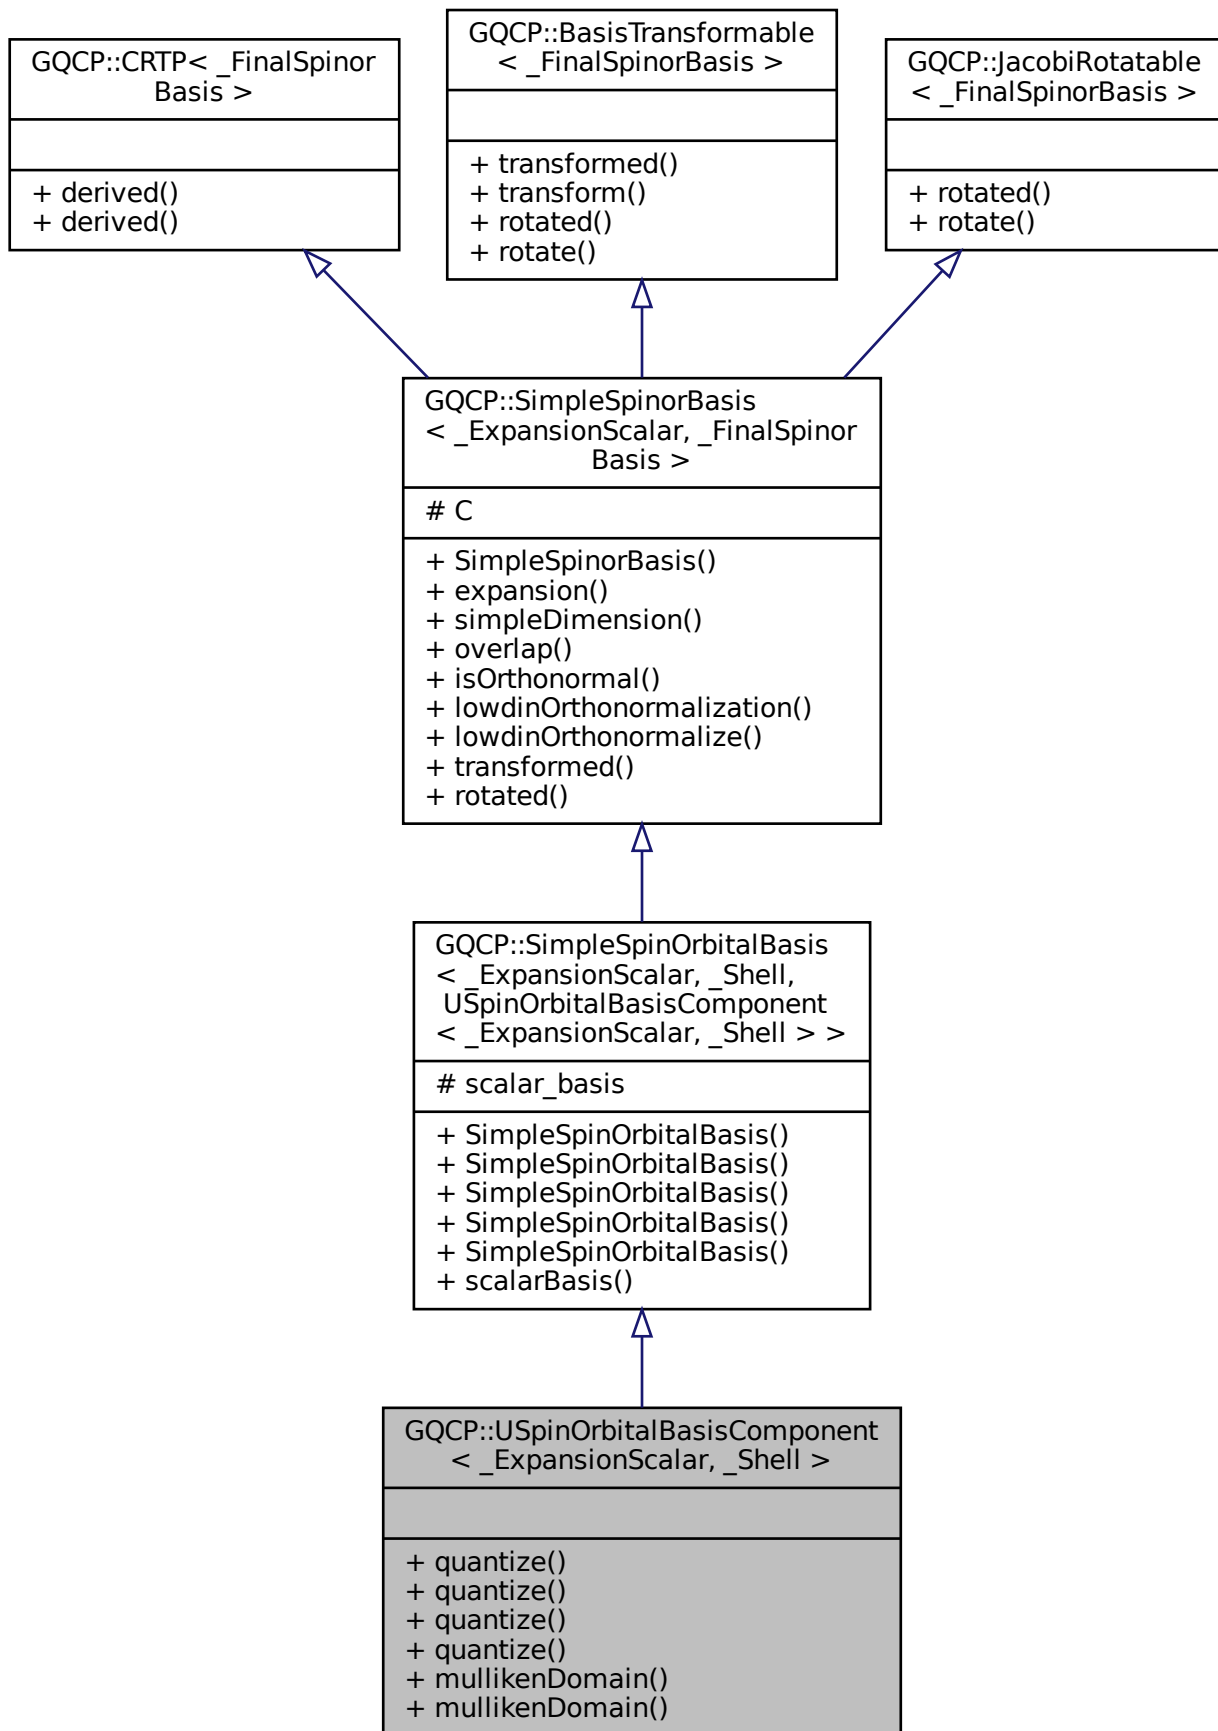 GQCP::CRTP< _FinalSpinor
Basis >
+ derived()
+ derived()
GQCP::BasisTransformable
< _FinalSpinorBasis >
+ transformed()
+ transform()
+ rotated()
+ rotate()
GQCP::JacobiRotatable
< _FinalSpinorBasis >
+ rotated()
+ rotate()
GQCP::SimpleSpinorBasis
< _ExpansionScalar, _FinalSpinor
Basis >
# C
+ SimpleSpinorBasis()
+ expansion()
+ simpleDimension()
+ overlap()
+ isOrthonormal()
+ lowdinOrthonormalization()
+ lowdinOrthonormalize()
+ transformed()
+ rotated()
GQCP::SimpleSpinOrbitalBasis
< _ExpansionScalar, _Shell,
USpinOrbitalBasisComponent
< _ExpansionScalar, _Shell > >
# scalar_basis
+ SimpleSpinOrbitalBasis()
+ SimpleSpinOrbitalBasis()
+ SimpleSpinOrbitalBasis()
+ SimpleSpinOrbitalBasis()
+ SimpleSpinOrbitalBasis()
+ scalarBasis()
GQCP::USpinOrbitalBasisComponent
< _ExpansionScalar, _Shell >
+ quantize()
+ quantize()
+ quantize()
+ quantize()
+ mullikenDomain()
+ mullikenDomain()